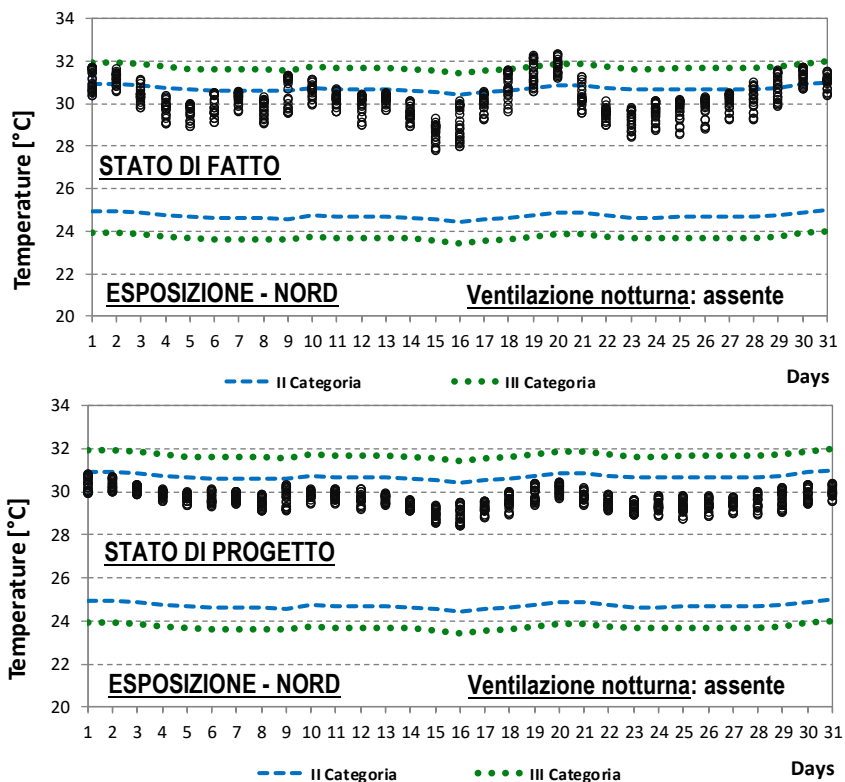 34
32
30
28
26
24
22
20
Temperature [°C]
STATO DI FATTO
ESPOSIZIONE - NORD
Ventilazione notturna: assente
1 2 3 4 5 6 7 8 9 10 11 12 13 14 15 16 17 18 19 20 21 22 23 24 25 26 27 28 29 30 31
Days
II Categoria III Categoria
34
32
30
28
26
24
22
20
Temperature [°C]
STATO DI PROGETTO
ESPOSIZIONE - NORD
Ventilazione notturna: assente
1 2 3 4 5 6 7 8 9 10 11 12 13 14 15 16 17 18 19 20 21 22 23 24 25 26 27 28 29 30 31
Days
II Categoria III Categoria